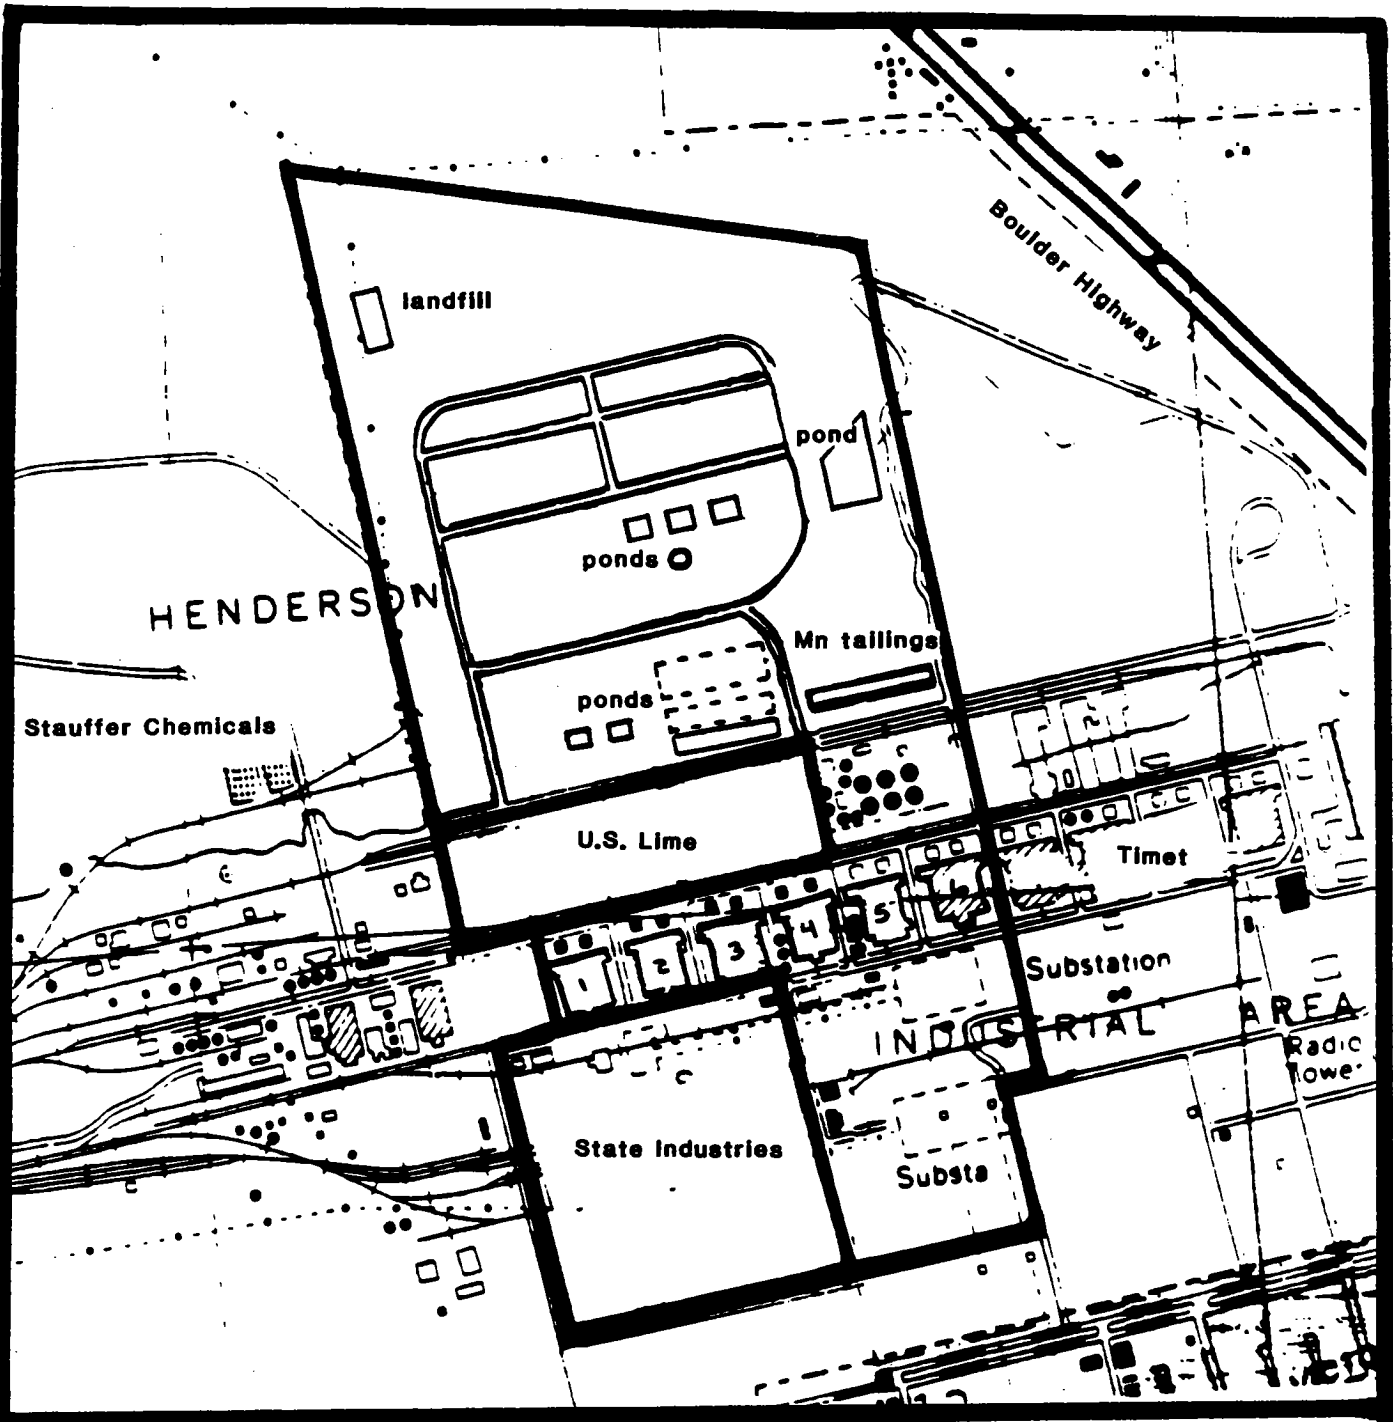 Boulder Highway
landfill
pond
ponds
HENDERSON
Mn tailings
ponds
Stauffer Chemicals
U.S. Lime
Timet
1
2
3
4
5
6
Substation
INDUSTRIAL AREA
Radio
Tower
State Industries
Substa